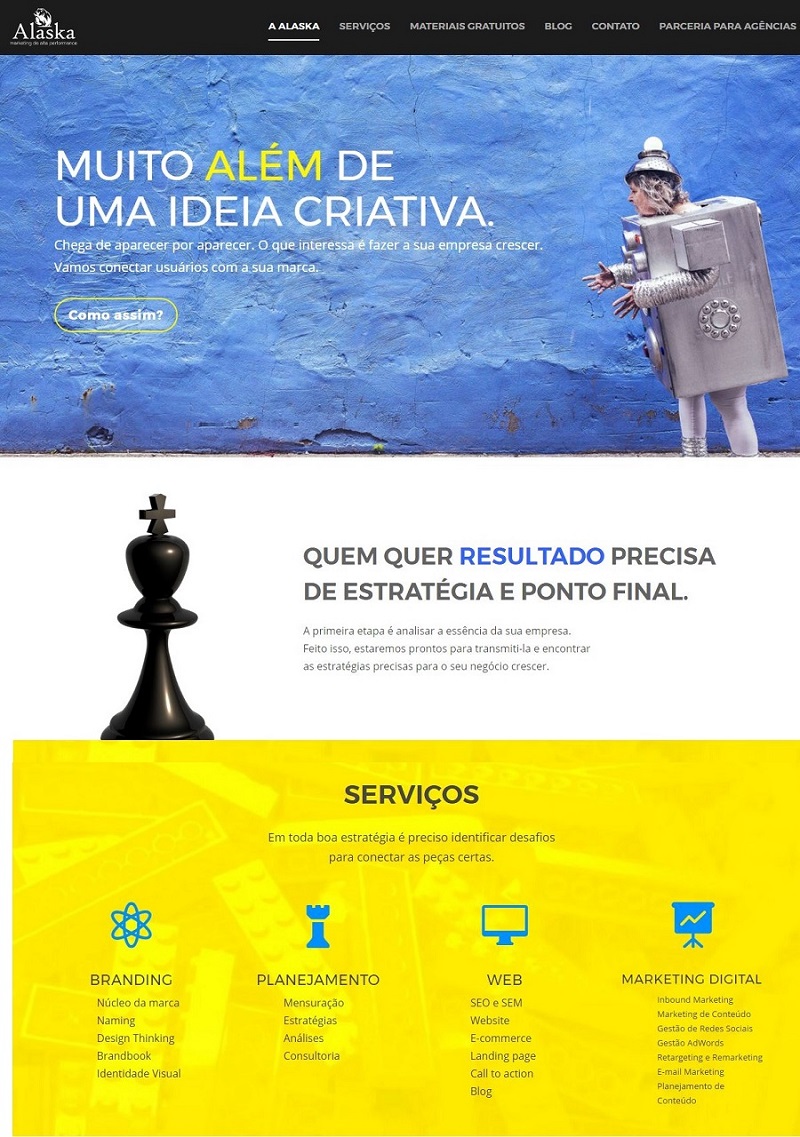 Alaska
marketing de alta performance
A ALASKA SERVIÇOS MATERIAIS GRATUITOS BLOG CONTATO PARCERIA PARA AGÊNCIAS
MUITO ALÉM DE
UMA IDEIA CRIATIVA.
Chega de aparecer por aparecer. O que interessa é fazer a sua empresa crescer.
Vamos conectar usuários com a sua marca.
Como assim?
QUEM QUER RESULTADO PRECISA
DE ESTRATÉGIA E PONTO FINAL.
A primeira etapa é analisar a essência da sua empresa.
Feito isso, estaremos prontos para transmiti-la e encontrar
as estratégias precisas para o seu negócio crescer.
SERVIÇOS
Em toda boa estratégia é preciso identificar desafios
para conectar as peças certas.
BRANDING
Núcleo da marca
Naming
Design Thinking
Brandbook
Identidade Visual
PLANEJAMENTO
Mensuração
Estratégias
Análises
Consultoria
WEB
SEO e SEM
Website
E-commerce
Landing page
Call to action
Blog
MARKETING DIGITAL
Inbound Marketing
Marketing de Conteúdo
Gestão de Redes Sociais
Gestão AdWords
Retargeting e Remarketing
E-mail Marketing
Planejamento de
Conteúdo